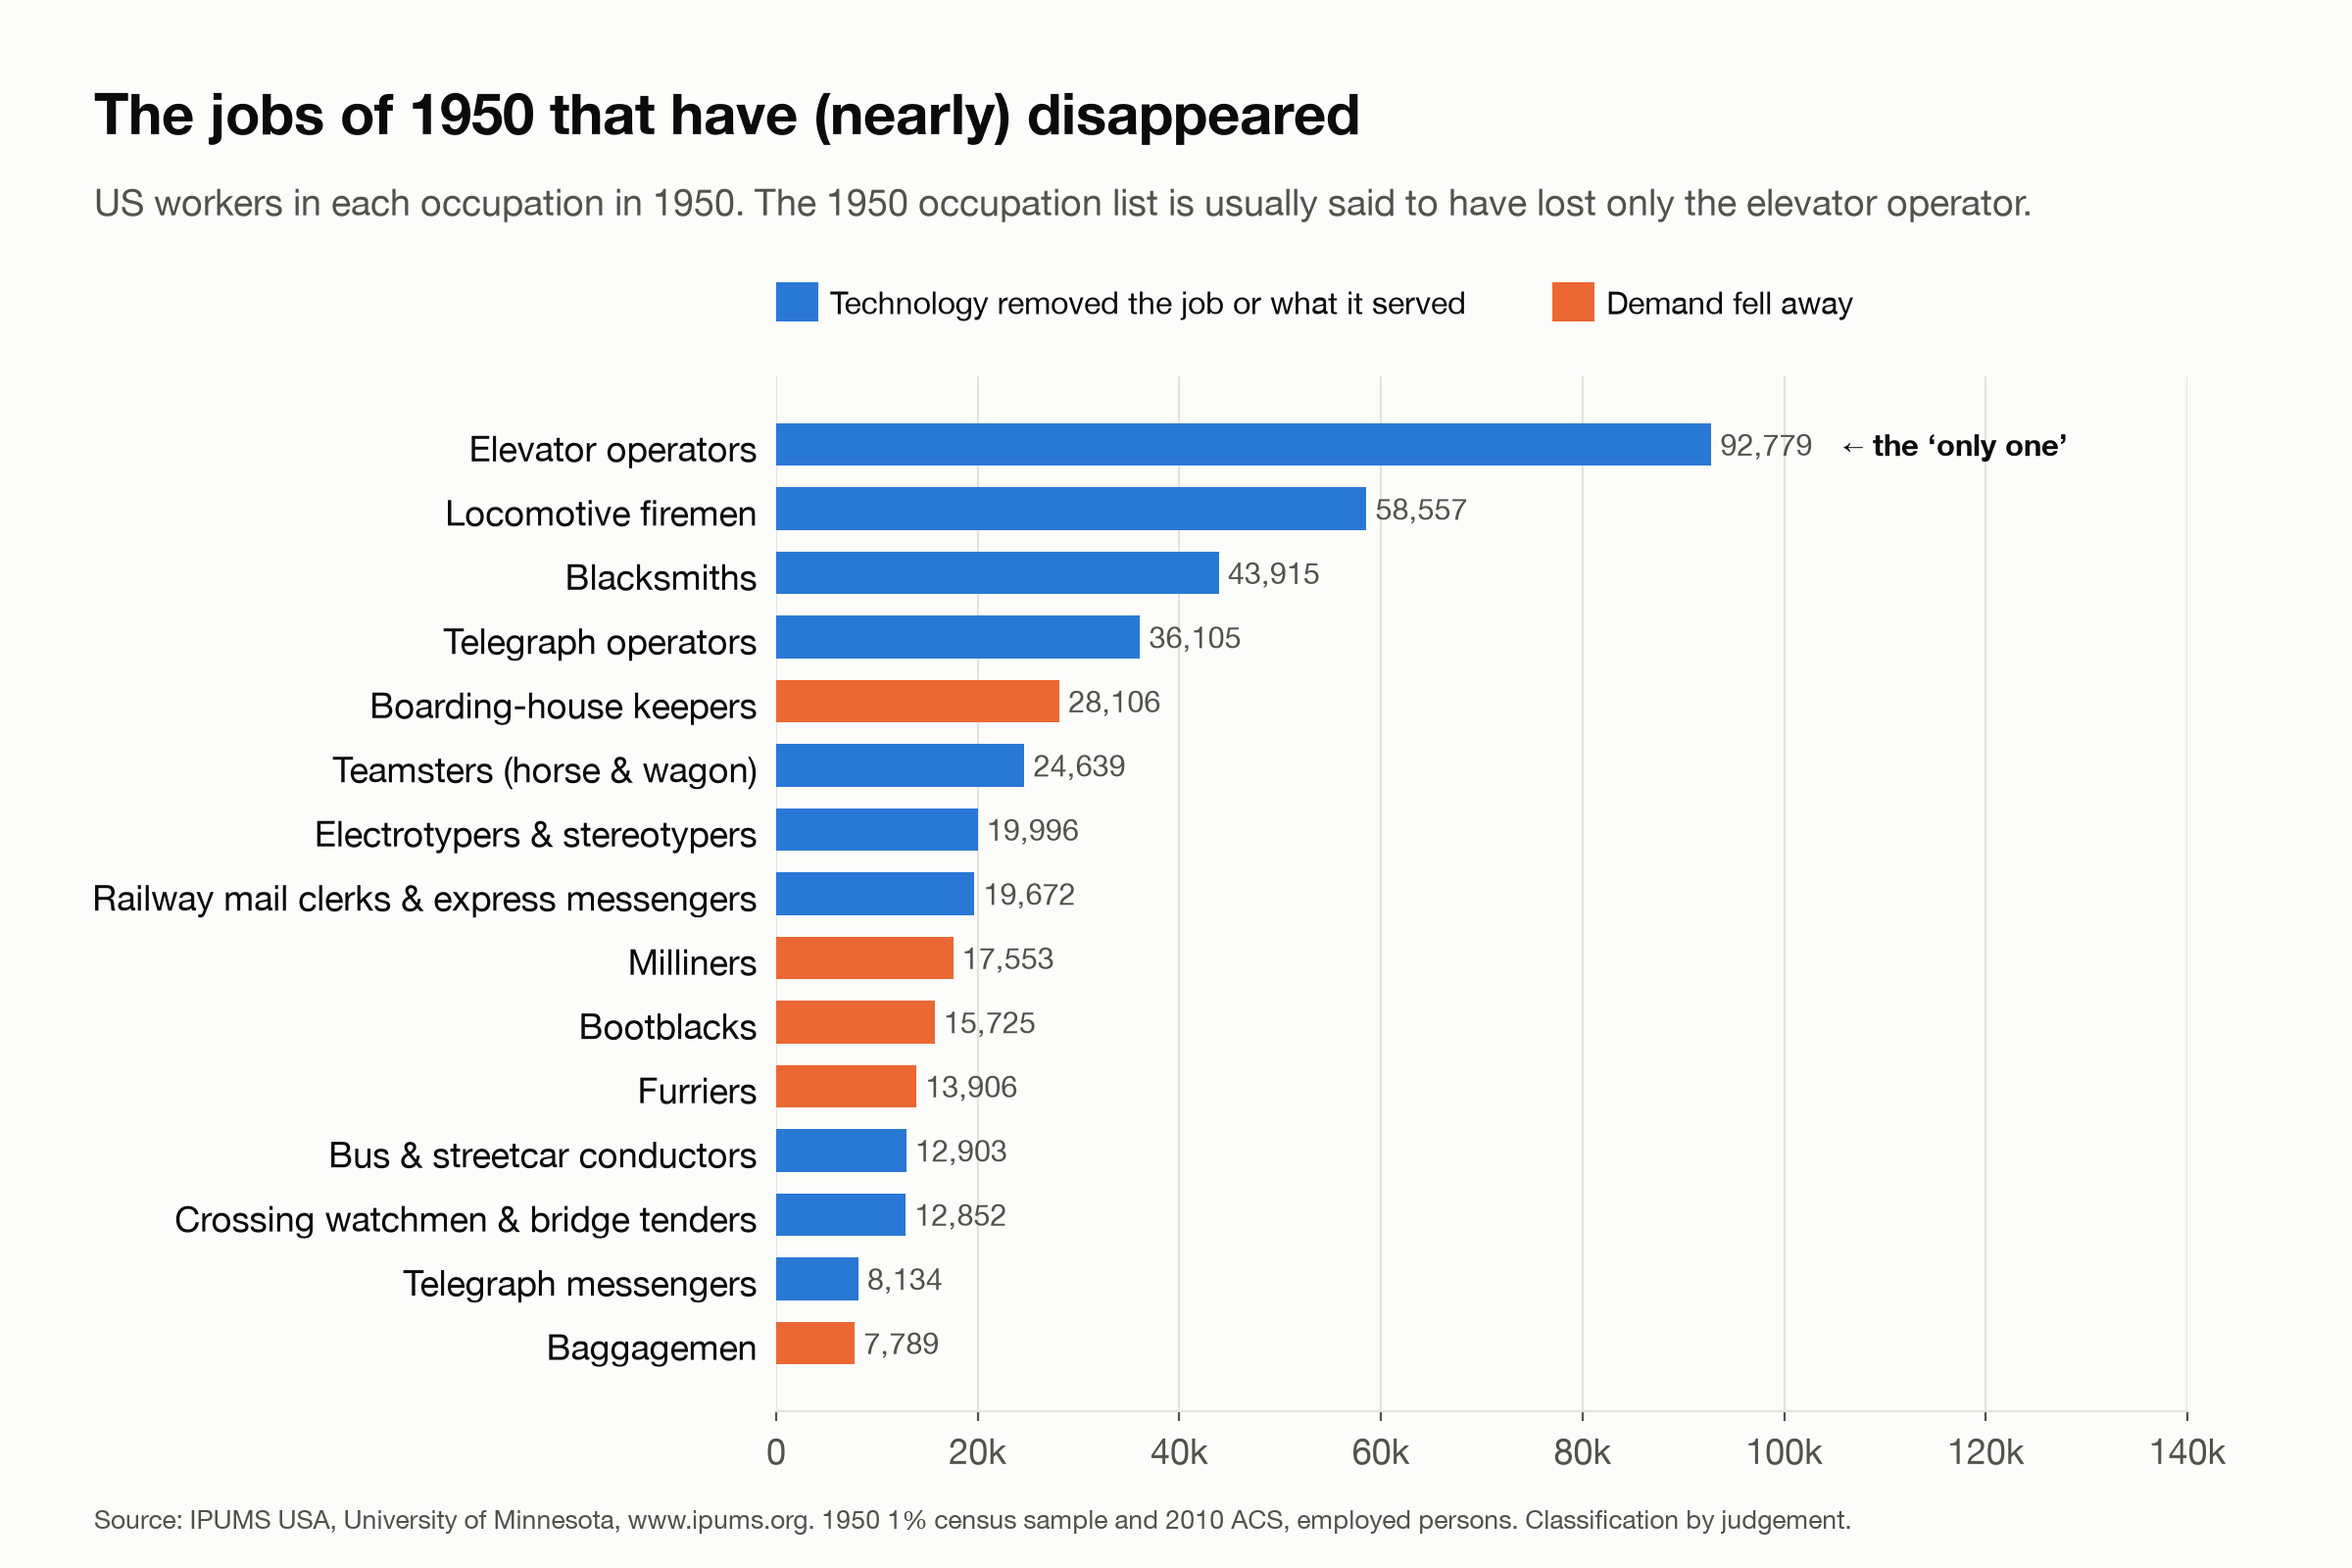 The jobs of 1950 that have (nearly) disappeared
US workers in each occupation in 1950. The 1950 occupation list is usually said to have lost only the elevator operator.
Technology removed the job or what it served
Demand fell away
Elevator operators 92,779 ← the ‘only one’
Locomotive firemen 58,557
Blacksmiths 43,915
Telegraph operators 36,105
Boarding-house keepers 28,106
Teamsters (horse & wagon) 24,639
Electrotypers & stereotypers 19,996
Railway mail clerks & express messengers 19,672
Milliners 17,553
Bootblacks 15,725
Furriers 13,906
Bus & streetcar conductors 12,903
Crossing watchmen & bridge tenders 12,852
Telegraph messengers 8,134
Baggagemen 7,789
0 20k 40k 60k 80k 100k 120k 140k
Source: IPUMS USA, University of Minnesota, www.ipums.org. 1950 1% census sample and 2010 ACS, employed persons. Classification by judgement.